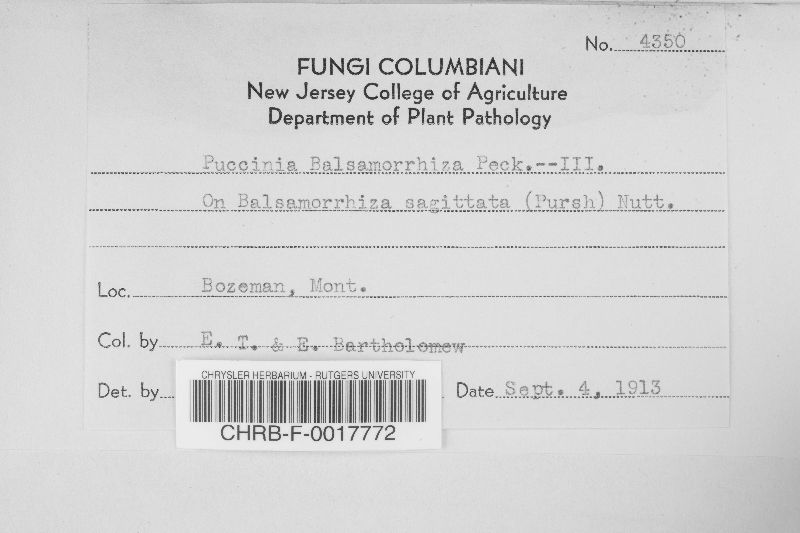 No. 4350
FUNGI COLUMBIANI
New Jersey College of Agriculture
Department of Plant Pathology
Puccinia Balsamorrhiza Peck.--III.
On Balsamorrhiza sagittata (Pursh) Nutt.
Loc. Bozeman, Mont.
Col. by E. T. & E. Bartholomew
Det. by Date Sept. 4, 1913
CHRYSLER HERBARIUM - RUTGERS UNIVERSITY
CHRB-F-0017772